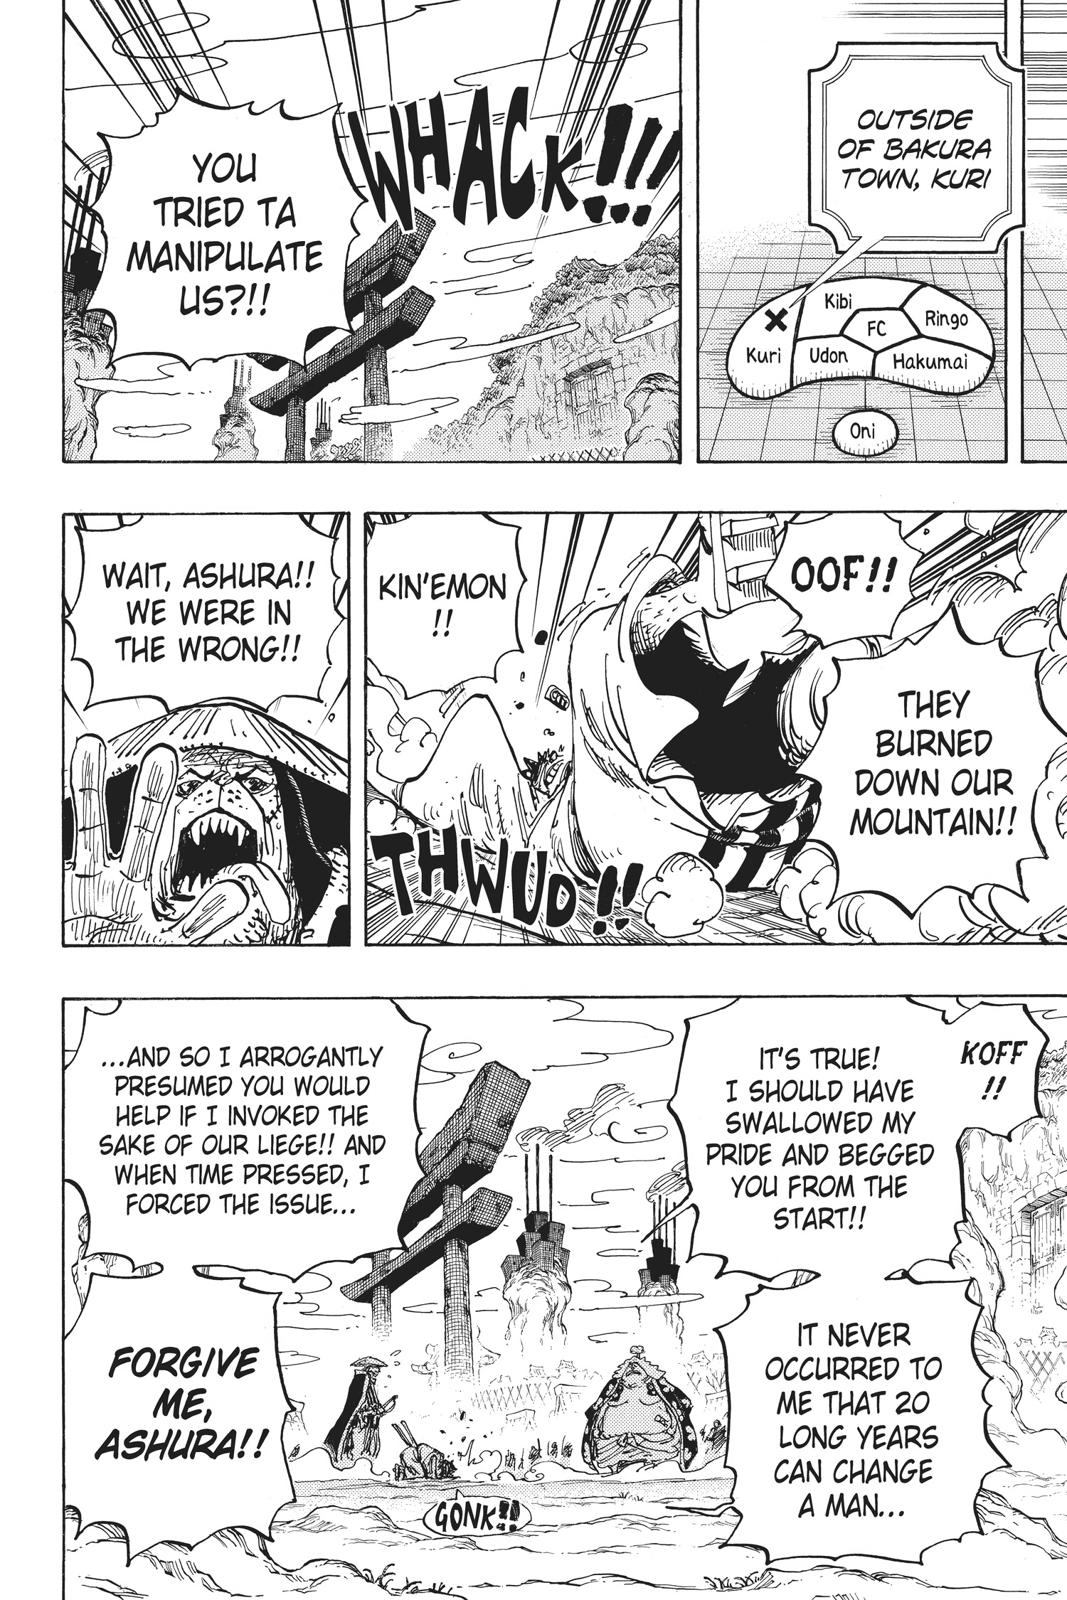 OUTSIDE
OF BAKURA
TOWN, KURI
Kibi
Ringo
FC
Kuri
Udon
Hakumai
Oni
WHACK!!!
YOU
TRIED TA
MANIPULATE
US?!!
OOF!!
THEY
BURNED
DOWN OUR
MOUNTAIN!!
KIN'EMON
!!
THWUD!!
WAIT, ASHURA!!
WE WERE IN
THE WRONG!!
KOFF
!!
IT'S TRUE!
I SHOULD HAVE
SWALLOWED MY
PRIDE AND BEGGED
YOU FROM THE
START!!
IT NEVER
OCCURRED TO
ME THAT 20
LONG YEARS
CAN CHANGE
A MAN...
...AND SO I ARROGANTLY
PRESUMED YOU WOULD
HELP IF I INVOKED THE
SAKE OF OUR LIEGE!! AND
WHEN TIME PRESSED, I
FORCED THE ISSUE...
FORGIVE
ME,
ASHURA!!
GONK!!